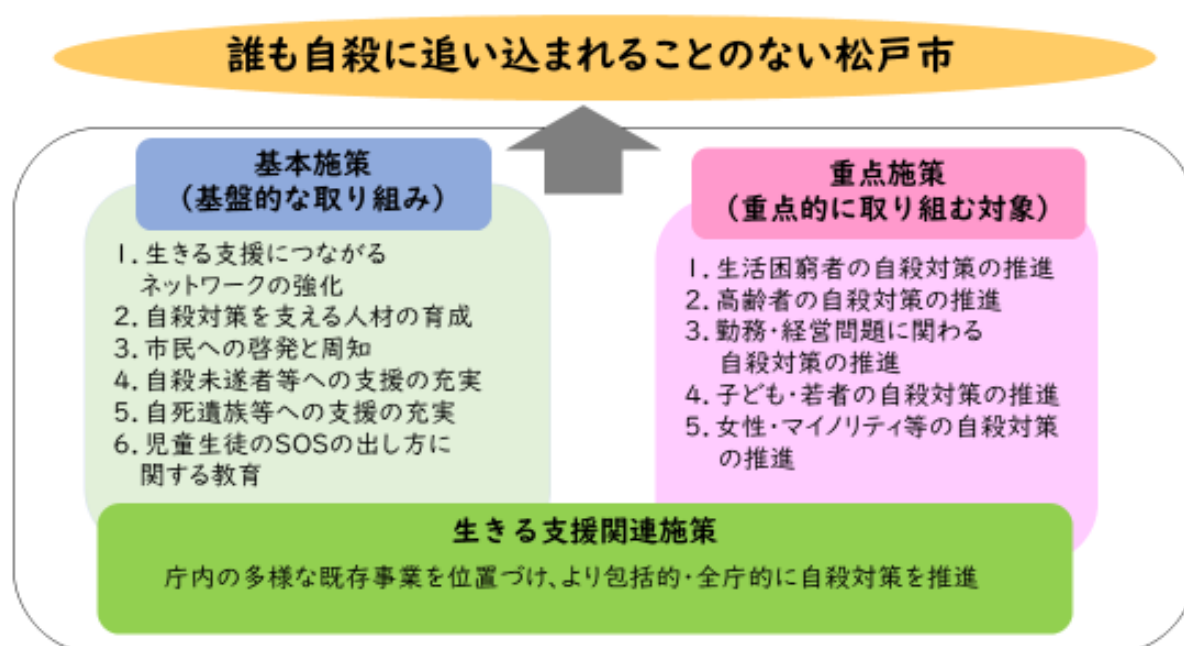 誰も自殺に追い込まれることのない松戸市
基本施策
（基盤的な取り組み）
1．生きる支援につながる
ネットワークの強化
2．自殺対策を支える人材の育成
3．市民への啓発と周知
4．自殺未遂者等への支援の充実
5．自死遺族等への支援の充実
6．児童生徒のSOSの出し方に
関する教育
重点施策
（重点的に取り組む対象）
1．生活困窮者の自殺対策の推進
2．高齢者の自殺対策の推進
3．勤務・経営問題に関わる
自殺対策の推進
4．子ども・若者の自殺対策の推進
5．女性・マイノリティ等の自殺対策
の推進
生きる支援関連施策
庁内の多様な既存事業を位置づけ、より包括的・全庁的に自殺対策を推進